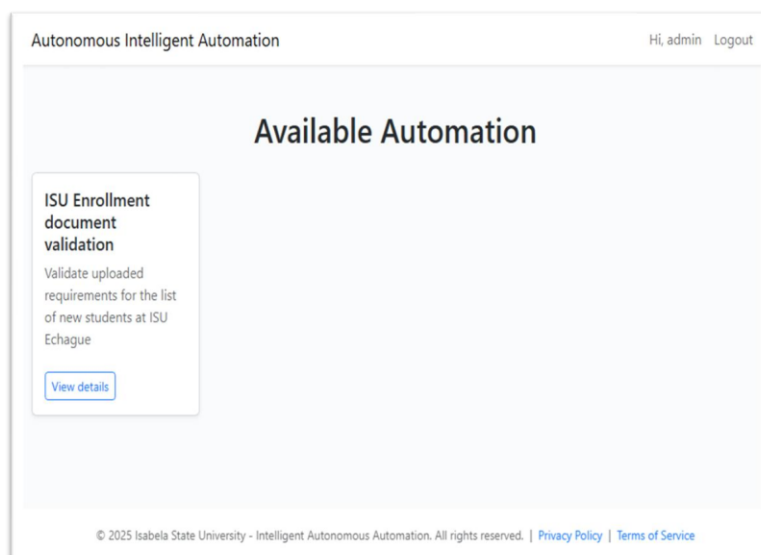 Autonomous Intelligent Automation
Hi, admin Logout
Available Automation
ISU Enrollment
document
validation
Validate uploaded
requirements for the list
of new students at ISU
Echague
View details
© 2025 Isabela State University - Intelligent Autonomous Automation. All rights reserved. | Privacy Policy | Terms of Service